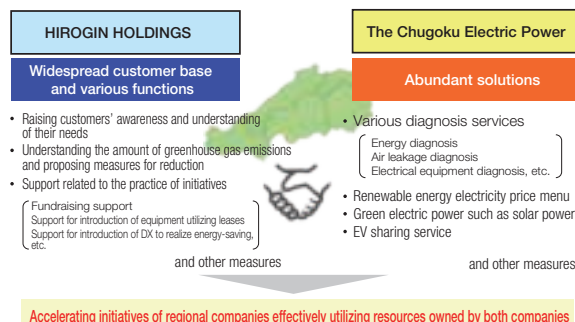 HIROGIN HOLDINGS
Widespread customer base
and various functions
• Raising customers' awareness and understanding
of their needs
• Understanding the amount of greenhouse gas emissions
and proposing measures for reduction
• Support related to the practice of initiatives
Fundraising support
Support for introduction of equipment utilizing leases
Support for introduction of DX to realize energy-saving,
etc.
and other measures
The Chugoku Electric Power
Abundant solutions
• Various diagnosis services
Energy diagnosis
Air leakage diagnosis
Electrical equipment diagnosis, etc.
• Renewable energy electricity price menu
• Green electric power such as solar power
• EV sharing service
and other measures
Accelerating initiatives of regional companies effectively utilizing resources owned by both companies